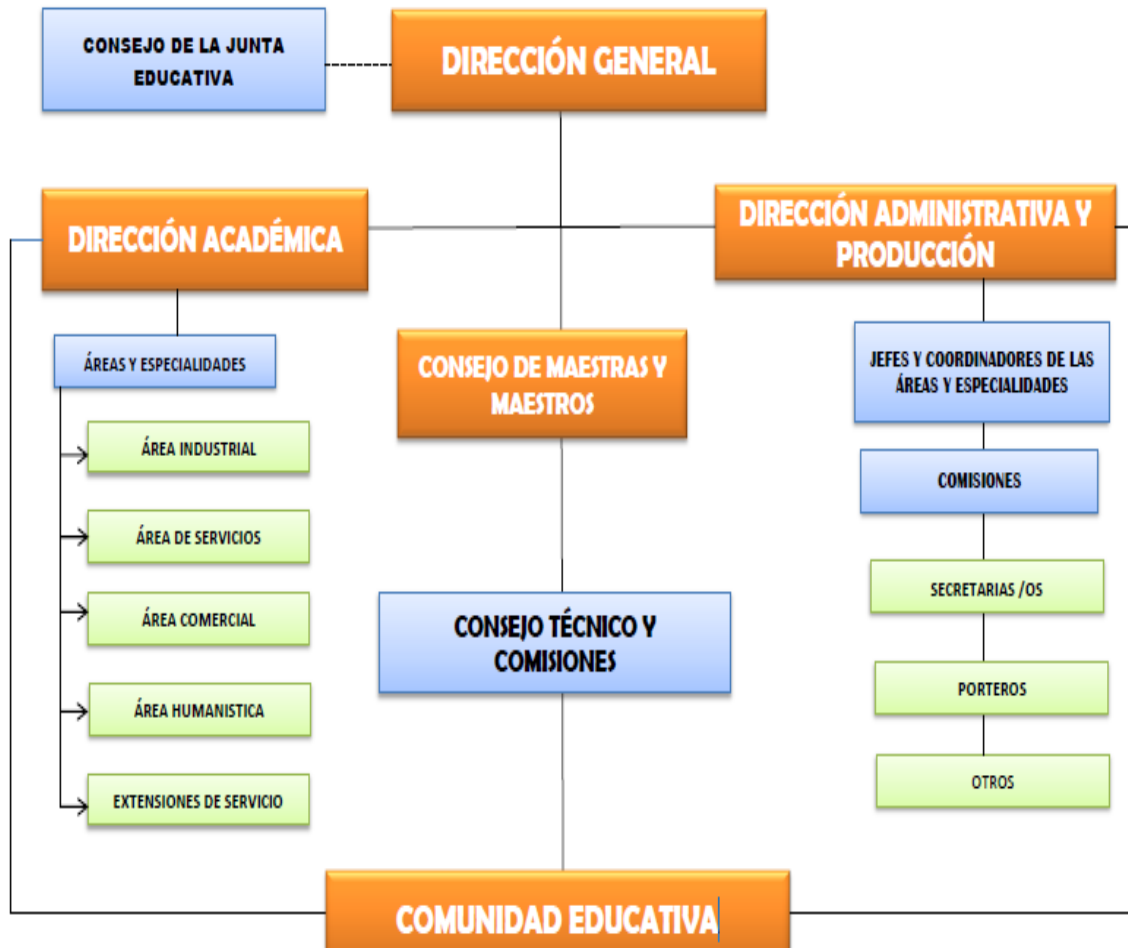 CONSEJO DE LA JUNTA
EDUCATIVA
DIRECCIÓN GENERAL
DIRECCIÓN ACADÉMICA
DIRECCIÓN ADMINISTRATIVA Y
PRODUCCIÓN
ÁREAS Y ESPECIALIDADES
ÁREA INDUSTRIAL
ÁREA DE SERVICIOS
ÁREA COMERCIAL
ÁREA HUMANISTICA
EXTENSIONES DE SERVICIO
CONSEJO DE MAESTRAS Y
MAESTROS
CONSEJO TÉCNICO Y
COMISIONES
JEFES Y COORDINADORES DE LAS
ÁREAS Y ESPECIALIDADES
COMISIONES
SECRETARIAS /OS
PORTEROS
OTROS
COMUNIDAD EDUCATIVA